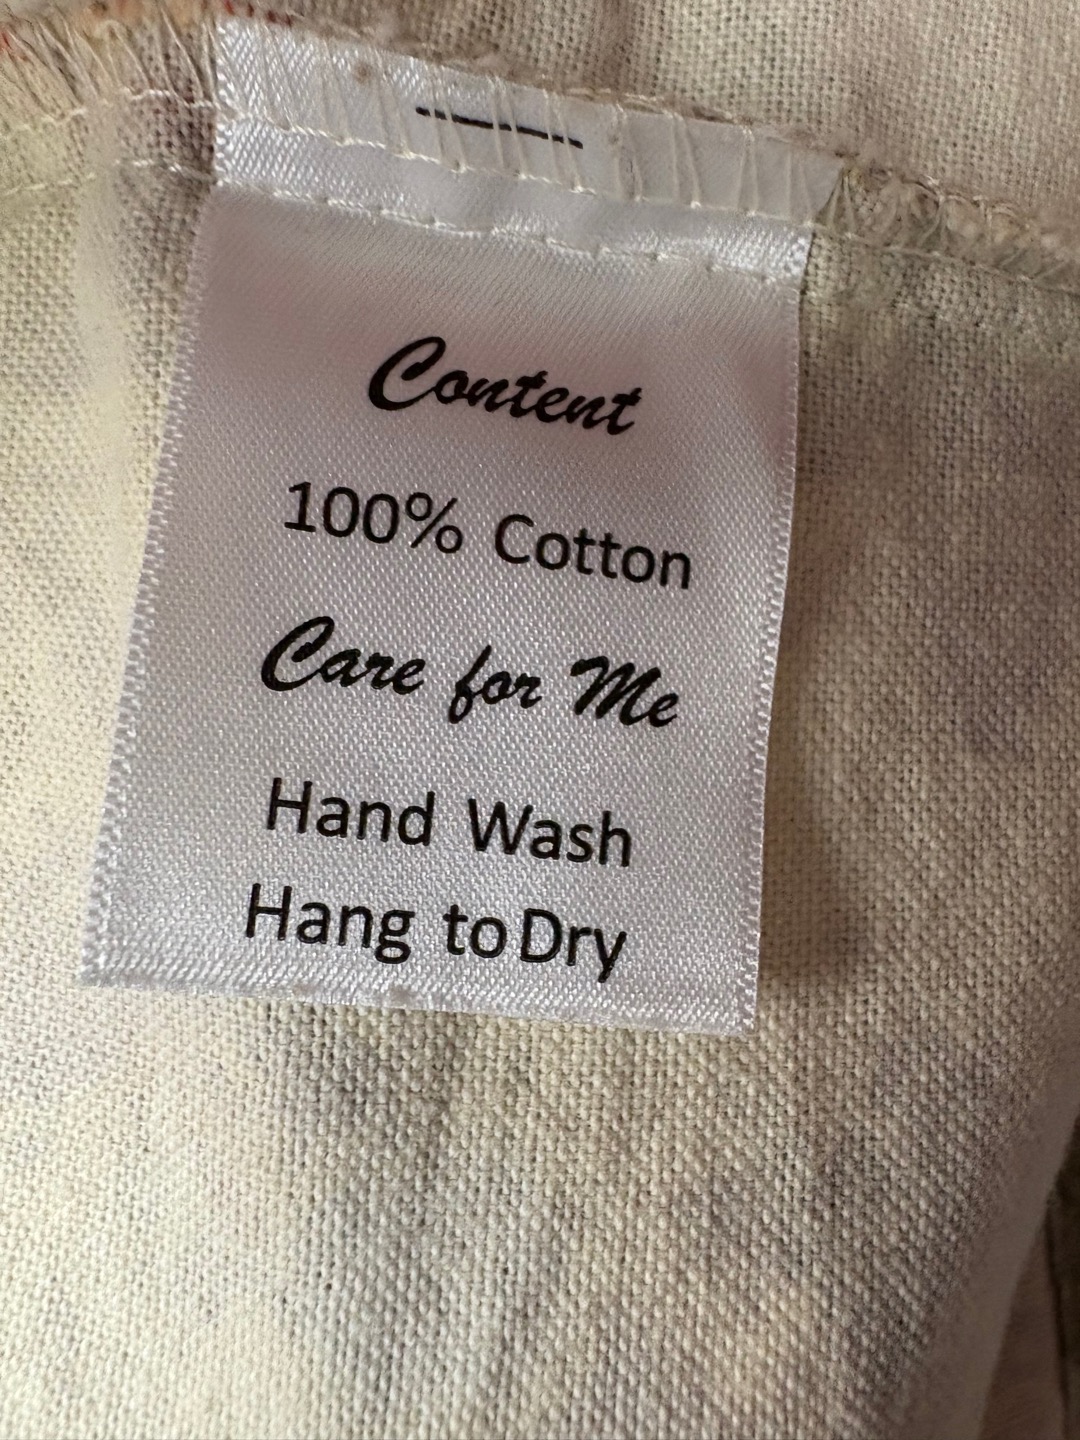 Content
100% Cotton
Care for Me
Hand Wash
Hang to Dry